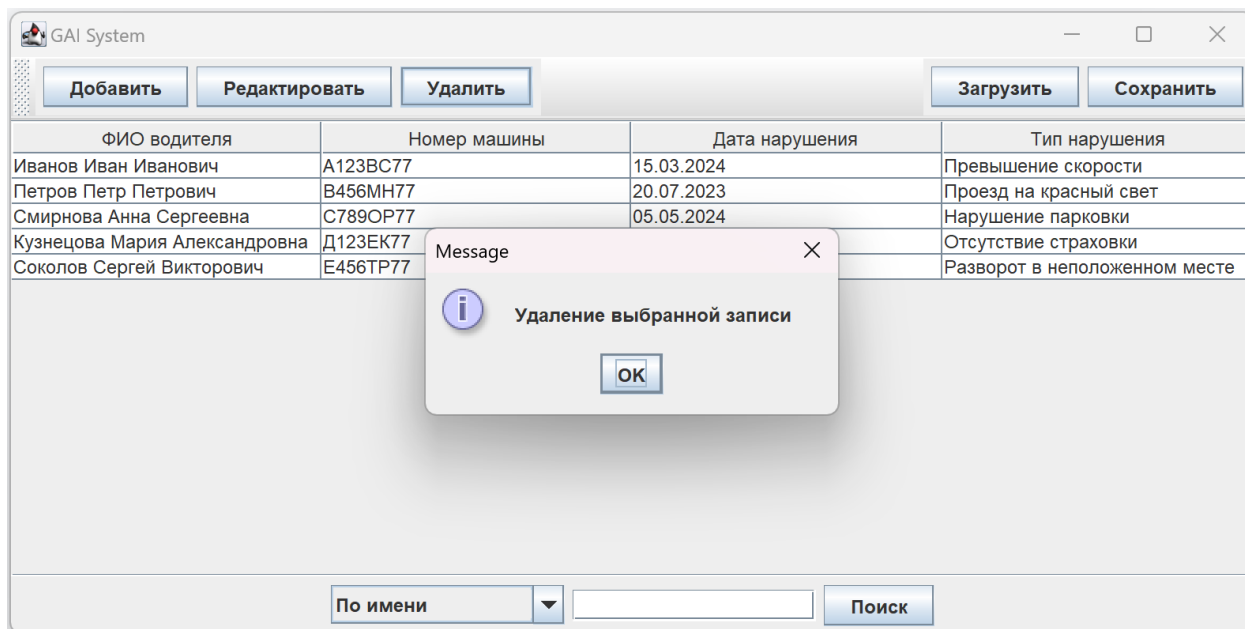 GAI System
Добавить Редактировать Удалить Загрузить Сохранить
ФИО водителя Номер машины Дата нарушения Тип нарушения
Иванов Иван Иванович А123ВС77 15.03.2024 Превышение скорости
Петров Петр Петрович В456МН77 20.07.2023 Проезд на красный свет
Смирнова Анна Сергеевна С789ОР77 05.05.2024 Нарушение парковки
Кузнецова Мария Александровна Д123ЕК77 Отсутствие страховки
Соколов Сергей Викторович Е456ТР77 Разворот в неположенном месте
Message
i Удаление выбранной записи
OK
По имени Поиск